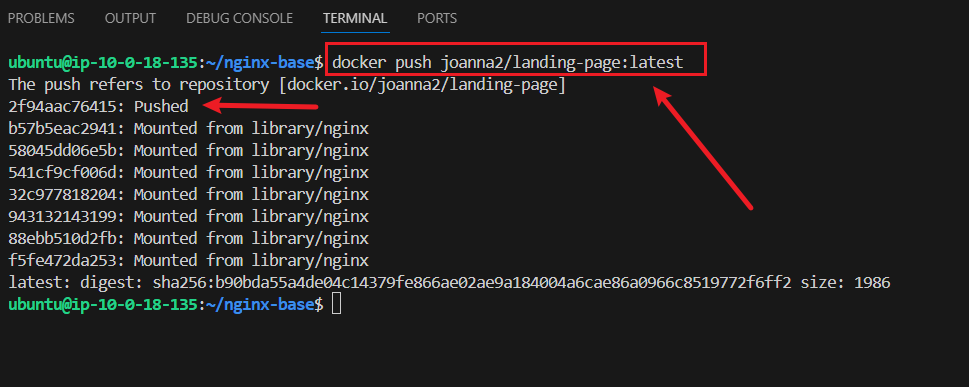 PROBLEMS OUTPUT DEBUG CONSOLE TERMINAL PORTS
ubuntu@ip-10-0-18-135:~/nginx-base$ docker push joanna2/landing-page:latest
The push refers to repository [docker.io/joanna2/landing-page]
2f94aac76415: Pushed
b57b5eac2941: Mounted from library/nginx
58045dd06e5b: Mounted from library/nginx
541cf9cf006d: Mounted from library/nginx
32c977818204: Mounted from library/nginx
943132143199: Mounted from library/nginx
88ebb510d2fb: Mounted from library/nginx
f5fe472da253: Mounted from library/nginx
latest: digest: sha256:b90bda55a4de04c14379fe866ae02ae9a184004a6cae86a0966c8519772f6ff2 size: 1986
ubuntu@ip-10-0-18-135:~/nginx-base$